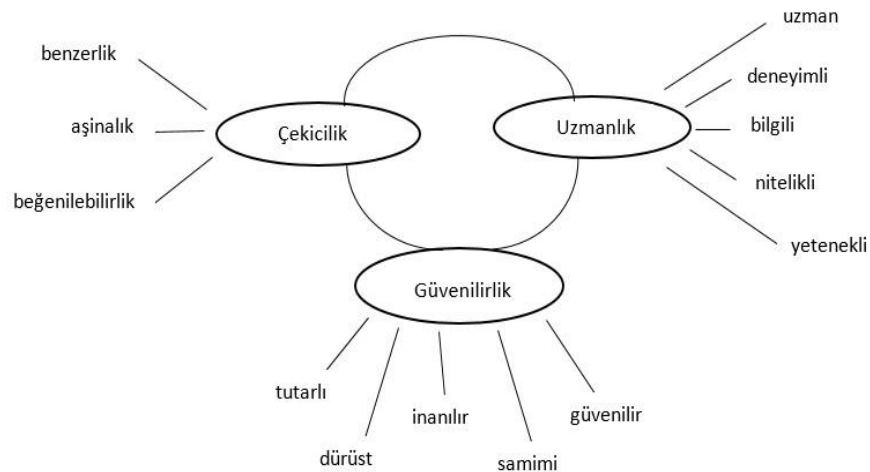 benzerlik
aşinalık
beğenilebilirlik
Çekicilik
Uzmanlık
uzman
deneyimli
bilgili
nitelikli
yetenekli
Güvenilirlik
tutarlı
dürüst
inanılır
samimi
güvenilir